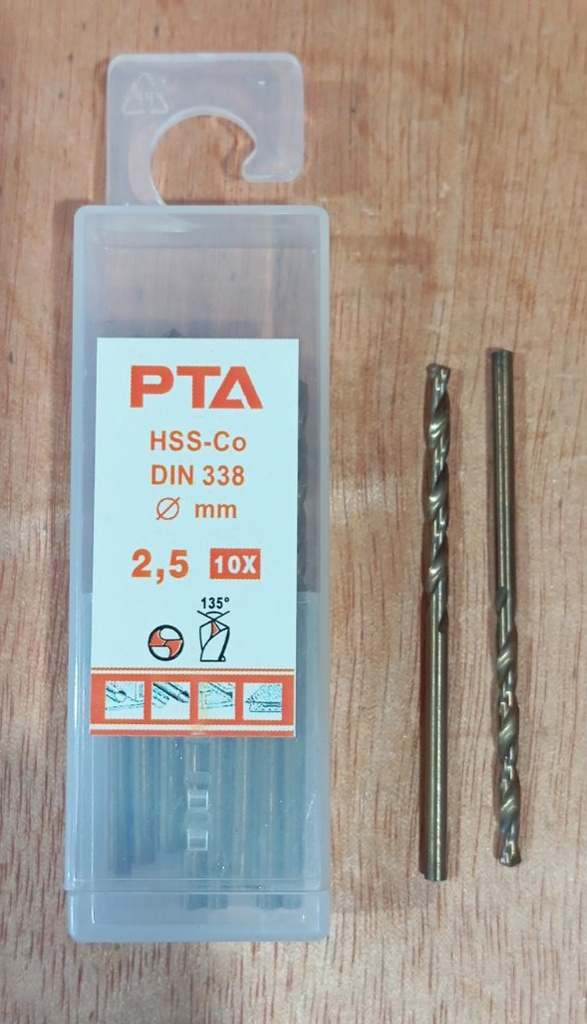 PTA
HSS-Co
DIN 338
Ø mm
2,5 10X
135°